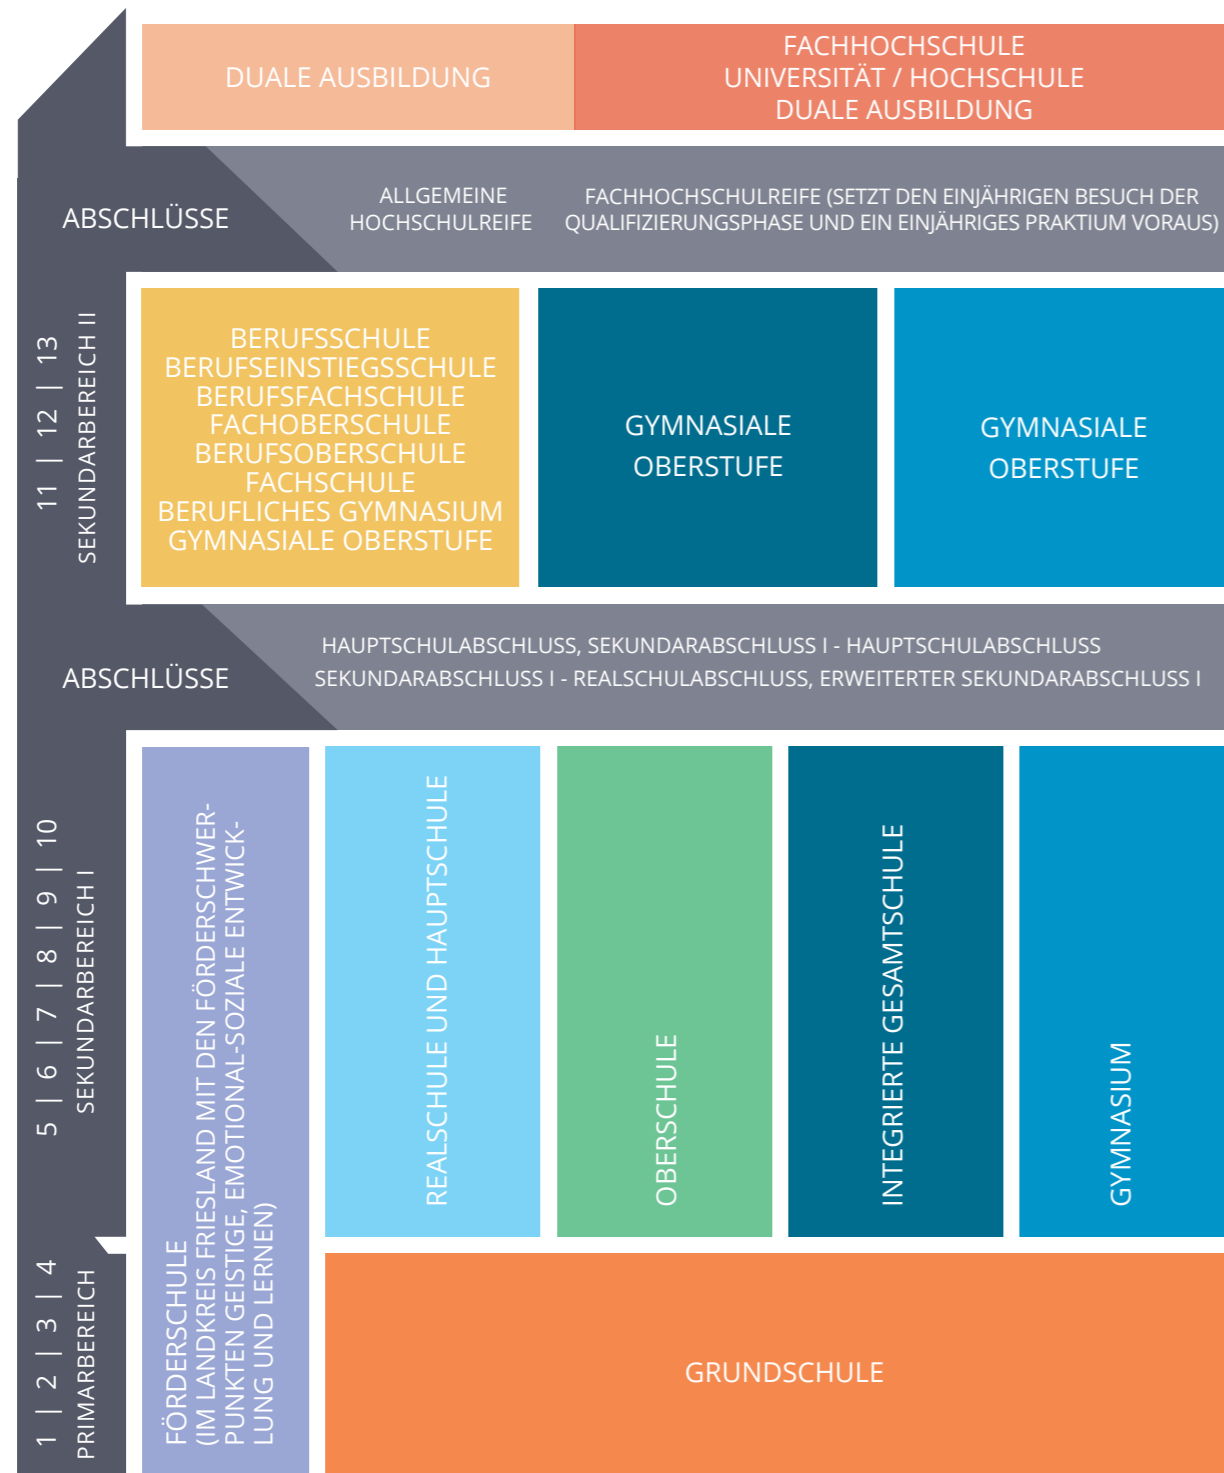 DUALE AUSBILDUNG
FACHHOCHSCHULE
UNIVERSITÄT / HOCHSCHULE
DUALE AUSBILDUNG
ABSCHLÜSSE
ALLGEMEINE
HOCHSCHULREIFE
FACHHOCHSCHULREIFE (SETZT DEN EINJÄHRIGEN BESUCH DER
QUALIFIZIERUNGSPHASE UND EIN EINJÄHRIGES PRAKTIUM VORAUS)
11 | 12 | 13
SEKUNDARBEREICH II
BERUFSSCHULE
BERUFSEINSTIEGSSCHULE
BERUFSFACHSCHULE
FACHOBERSCHULE
BERUFSOBERSCHULE
FACHSCHULE
BERUFLICHES GYMNASIUM
GYMNASIALE OBERSTUFE
GYMNASIALE
OBERSTUFE
GYMNASIALE
OBERSTUFE
ABSCHLÜSSE
HAUPTSCHULABSCHLUSS, SEKUNDARABSCHLUSS I - HAUPTSCHULABSCHLUSS
SEKUNDARABSCHLUSS I - REALSCHULABSCHLUSS, ERWEITERTER SEKUNDARABSCHLUSS I
5 | 6 | 7 | 8 | 9 | 10
SEKUNDARBEREICH I
FÖRDERSCHULE
(IM LANDKREIS FRIESLAND MIT DEN FÖRDERSCHWER-
PUNKTEN GEISTIGE, EMOTIONAL-SOZIALE ENTWICK-
LUNG UND LERNEN)
REALSCHULE UND HAUPTSCHULE
OBERSCHULE
INTEGRIERTE GESAMTSCHULE
GYMNASIUM
1 | 2 | 3 | 4
PRIMARBEREICH
GRUNDSCHULE